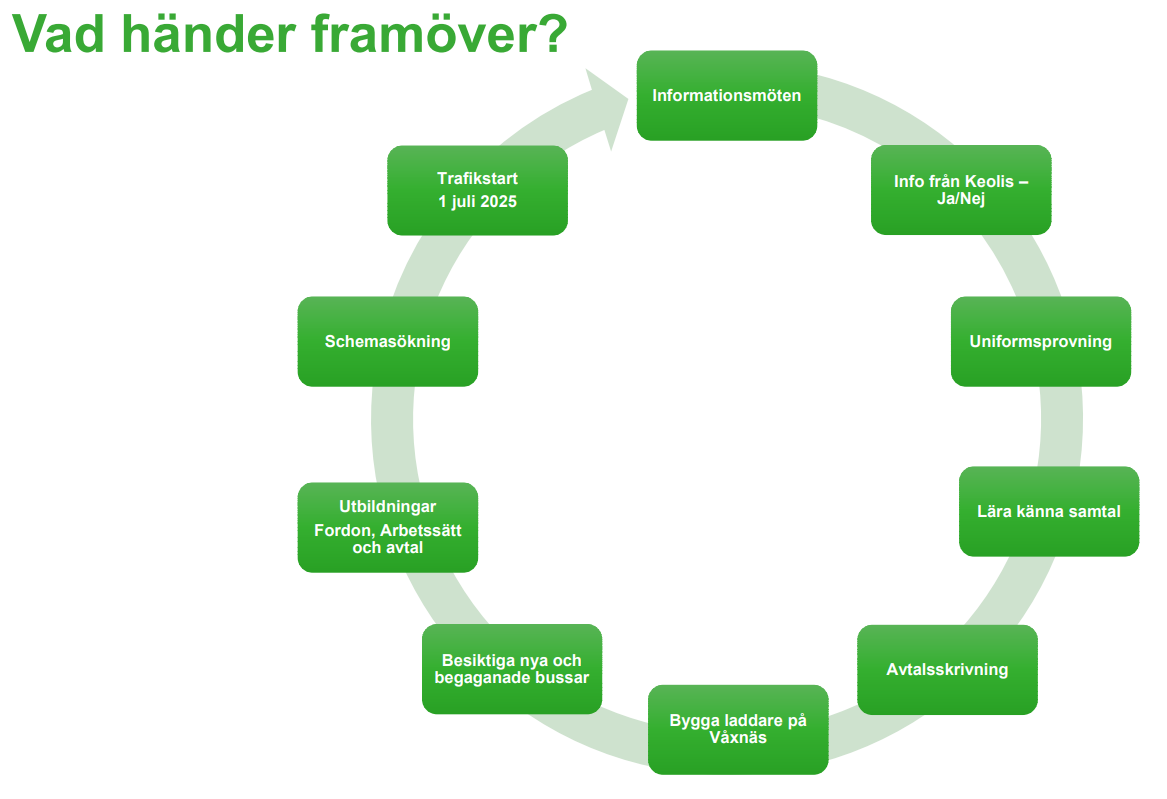 Vad händer framöver?
Informationsmöten
Info från Keolis –
Ja/Nej
Uniformsprovning
Lära känna samtal
Avtalsskrivning
Bygga laddare på
Våxnäs
Besiktiga nya och
begaganade bussar
Utbildningar
Fordon, Arbetssätt
och avtal
Schemasökning
Trafikstart
1 juli 2025